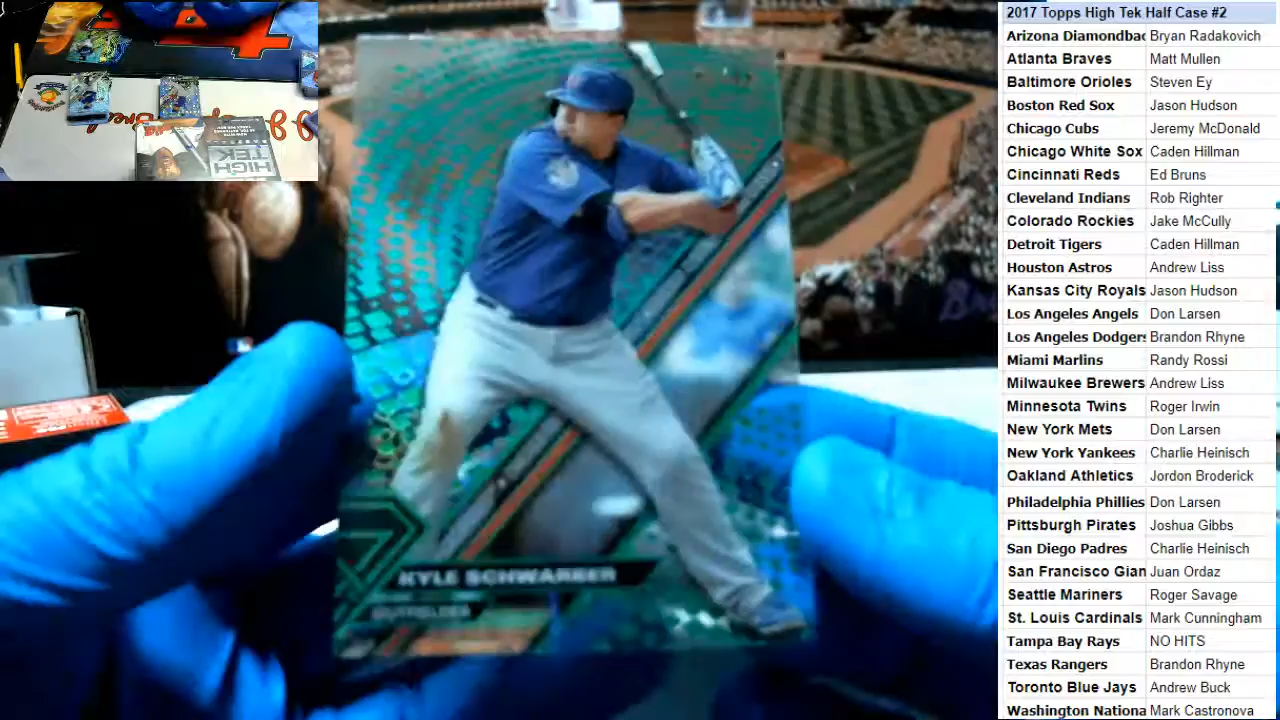 2017 Topps High Tek Half Case #2
Arizona Diamondbac Bryan Radakovich
Atlanta Braves Matt Mullen
Baltimore Orioles Steven Ey
Boston Red Sox Jason Hudson
Chicago Cubs Jeremy McDonald
Chicago White Sox Caden Hillman
Cincinnati Reds Ed Bruns
Cleveland Indians Rob Righter
Colorado Rockies Jake McCully
Detroit Tigers Caden Hillman
Houston Astros Andrew Liss
Kansas City Royals Jason Hudson
Los Angeles Angels Don Larsen
Los Angeles Dodgers Brandon Rhyne
Miami Marlins Randy Rossi
Milwaukee Brewers Andrew Liss
Minnesota Twins Roger Irwin
New York Mets Don Larsen
New York Yankees Charlie Heinisch
Oakland Athletics Jordon Broderick
Philadelphia Phillies Don Larsen
Pittsburgh Pirates Joshua Gibbs
San Diego Padres Charlie Heinisch
San Francisco Gian Juan Ordaz
Seattle Mariners Roger Savage
St. Louis Cardinals Mark Cunningham
Tampa Bay Rays NO HITS
Texas Rangers Brandon Rhyne
Toronto Blue Jays Andrew Buck
Washington Nationa Mark Castronova
KYLE SCHWARBER
OUTFIELDER
HIGH
TEK